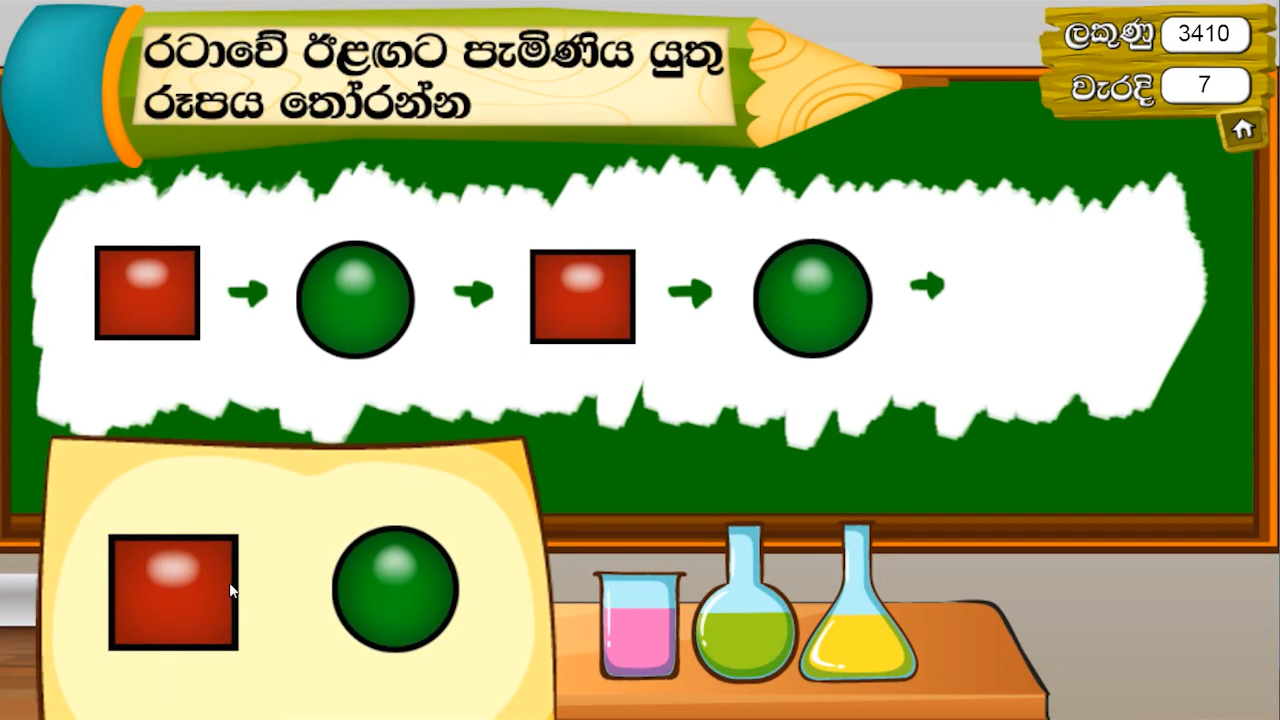 රටාවේ ඊළඟට පැමිණිය යුතු
රූපය තෝරන්න
ලකුණු 3410
වැරදි 7